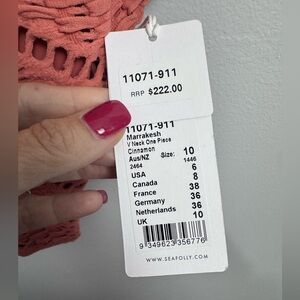 11071-911
RRP $222.00
11071-911
Marrakesh
V Neck One Piece
Cinnamon
Aus/NZ Size: 10
2464 1446
USA 6
Canada 8
France 38
Germany 36
Netherlands 36
UK 10
9 349623 356776
WWW.SEAFOLLY.COM